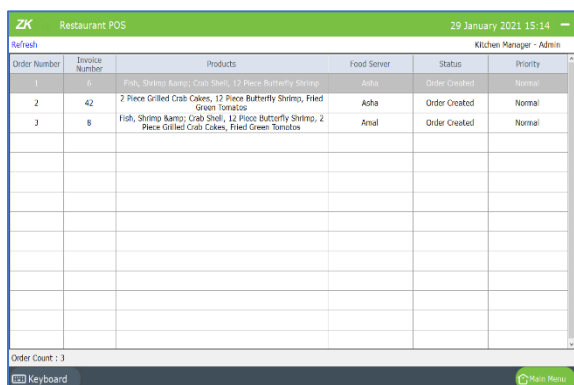 ZK Restaurant POS 29 January 2021 15:14
Refresh Kitchen Manager - Admin
Order Number Invoice Number Products Food Server Status Priority
1 6 Fish, Shrimp &amp; Crab Shell, 12 Piece Butterfly Shrimp Asha Order Created Normal
2 42 2 Piece Grilled Crab Cakes, 12 Piece Butterfly Shrimp, Fried Green Tomatos Asha Order Created Normal
3 8 Fish, Shrimp &amp; Crab Shell, 12 Piece Butterfly Shrimp, 2 Piece Grilled Crab Cakes, Fried Green Tomatos Amal Order Created Normal
Order Count : 3
Keyboard Main Menu